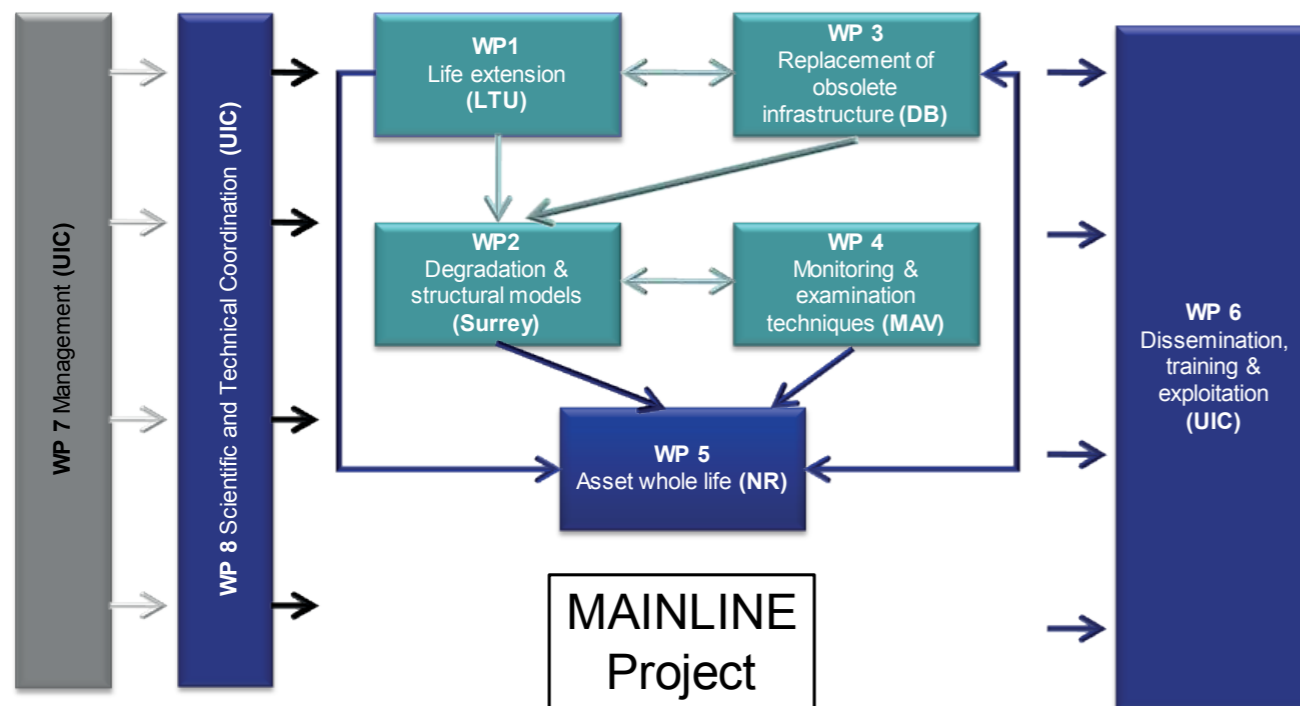 WP 7 Management (UIC)
WP 8 Scientific and Technical Coordination (UIC)
WP1
Life extension
(LTU)
WP 3
Replacement of
obsolete
infrastructure (DB)
WP2
Degradation &
structural models
(Surrey)
WP 4
Monitoring &
examination
techniques (MAV)
WP 5
Asset whole life (NR)
WP 6
Dissemination,
training &
exploitation
(UIC)
MAINLINE
Project